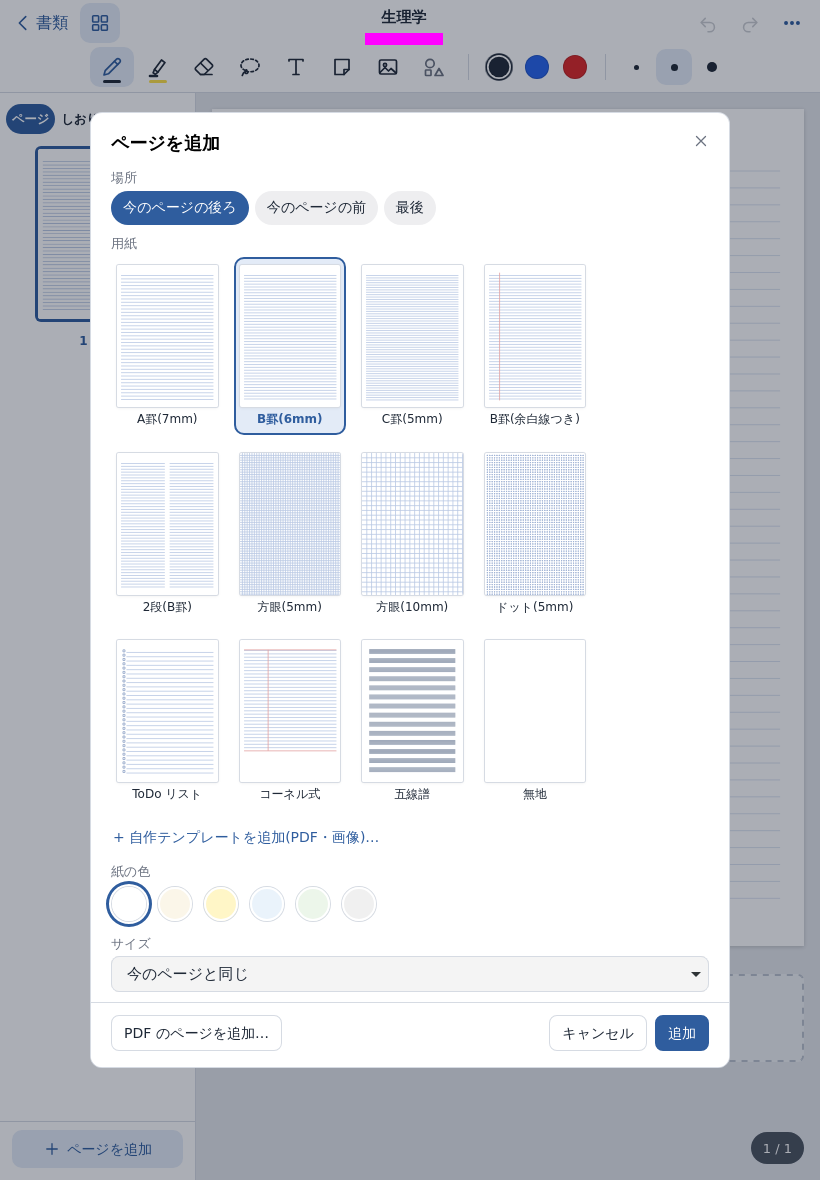 書類
生理学
ページ
しおり
1
ページを追加
場所
今のページの後ろ
今のページの前
最後
用紙
A罫(7mm)
B罫(6mm)
C罫(5mm)
B罫(余白線つき)
2段(B罫)
方眼(5mm)
方眼(10mm)
ドット(5mm)
ToDo リスト
コーネル式
五線譜
無地
+ 自作テンプレートを追加(PDF・画像)…
紙の色
サイズ
今のページと同じ
PDF のページを追加…
キャンセル
追加
ページを追加
1 / 1